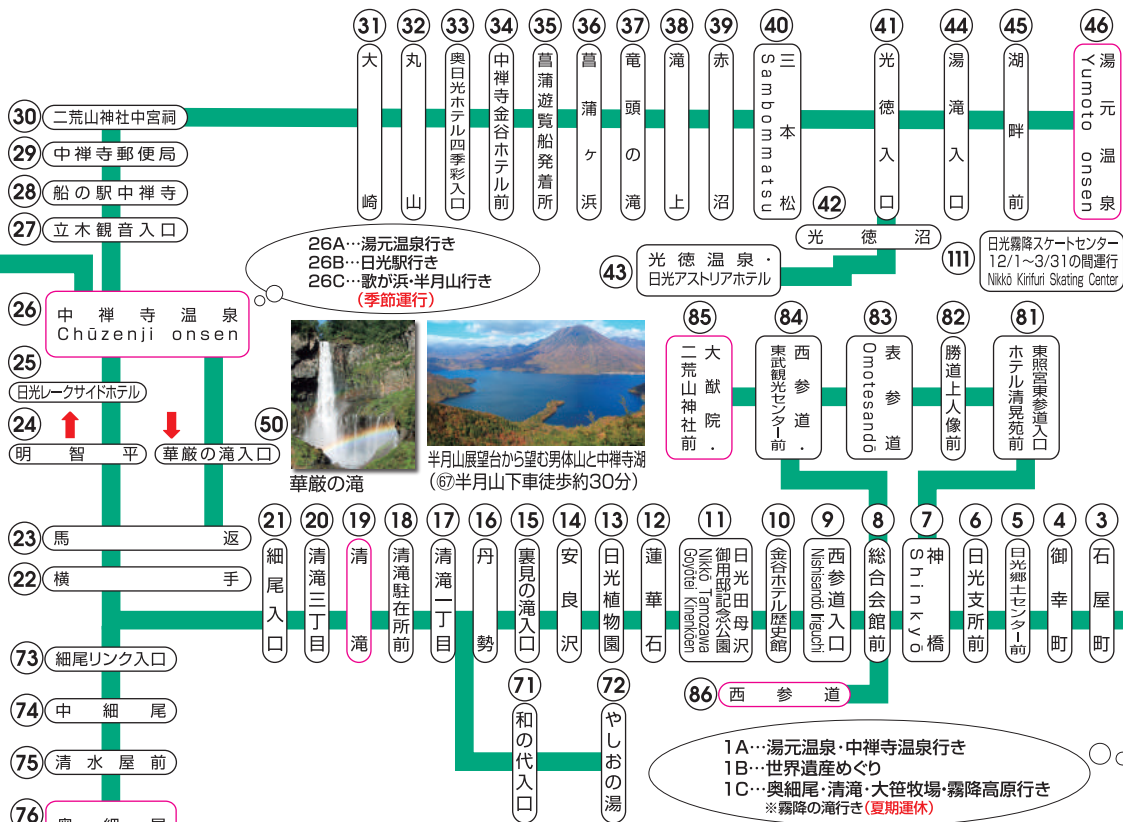 31 大崎
32 丸山
33 奥日光ホテル四季彩入口
34 中禅寺金谷ホテル前
35 菖蒲遊覧船発着所
36 菖蒲ヶ浜
37 竜頭の滝
38 滝上
39 赤沼
40 三本松 Sambommatsu
41 光徳入口
44 湯滝入口
45 湖畔前
46 湯元温泉 Yumoto onsen
30 二荒山神社中宮祠
29 中禅寺郵便局
28 船の駅中禅寺
27 立木観音入口
42 光徳沼
43 光徳温泉・
日光アストリアホテル
111 日光霧降スケートセンター
12/1~3/31の間運行
Nikkō Kirifuri Skating Center
26A…湯元温泉行き
26B…日光駅行き
26C…歌が浜・半月山行き
(季節運行)
26 中禅寺温泉
Chūzenji onsen
25 日光レークサイドホテル
24 明智平
50 華厳の滝入口
華厳の滝
半月山展望台から望む男体山と中禅寺湖
(67半月山下車徒歩約30分)
85 大猷院・
二荒山神社前
84 西参道・
東武観光センター前
83 表参道 Omotesandō
82 勝道上人像前
81 東照宮東参道入口
ホテル清晃苑前
23 馬返
22 横手
21 細尾入口
20 清滝三丁目
19 清滝
18 清滝駐在所前
17 清滝一丁目
16 丹勢
15 裏見の滝入口
14 安良沢
13 日光植物園
12 蓮華石
11 日光田母沢
御用邸記念公園
Nikkō Tamozawa
Goyōtei Kinenkōen
10 金谷ホテル歴史館
9 西参道入口 Nishisandō Iriguchi
8 総合会館前
7 神橋 Shinkyō
6 日光支所前
5 日光郷土センター前
4 御幸町
3 石屋町
73 細尾リンク入口
74 中細尾
75 清水屋前
76 奥細尾
71 和の代入口
72 やしおの湯
86 西参道
1A…湯元温泉・中禅寺温泉行き
1B…世界遺産めぐり
1C…奥細尾・清滝・大笹牧場・霧降高原行き
※霧降の滝行き(夏期運休)